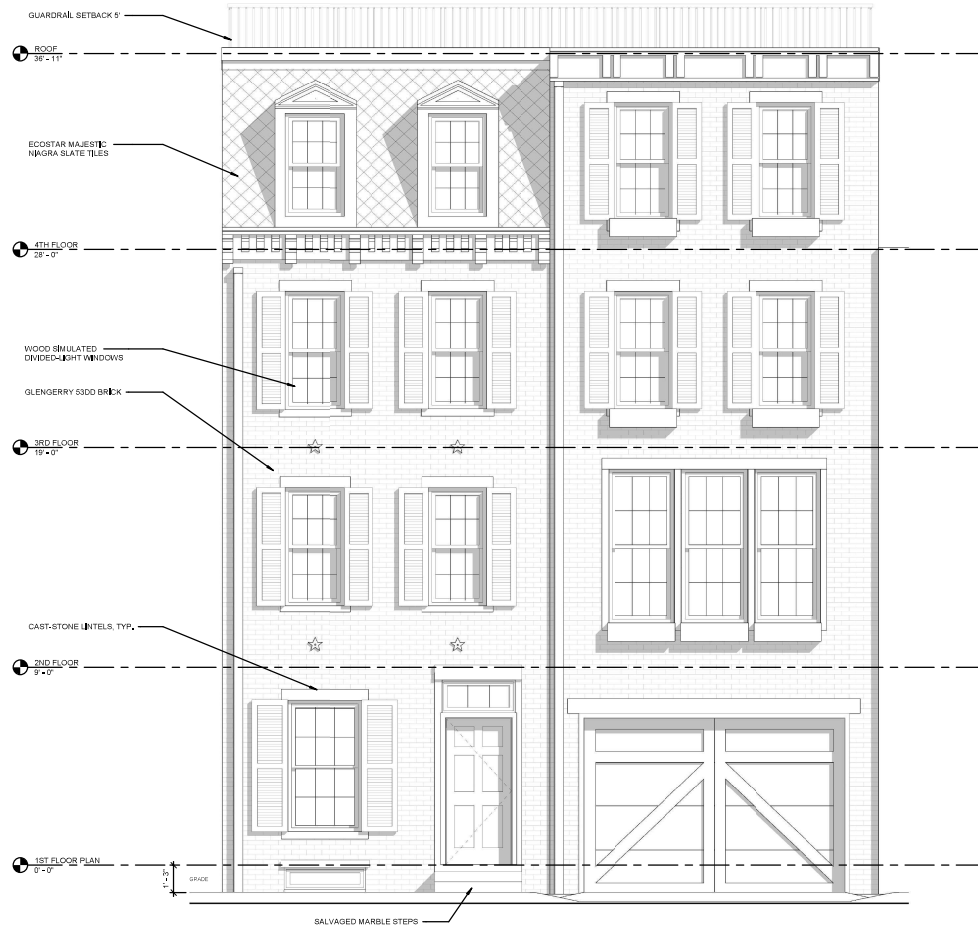 GUARDRAIL SETBACK 5'
ROOF
36' - 11"
ECOSTAR MAJESTIC
NIAGRA SLATE TILES
4TH FLOOR
28' - 0"
WOOD SIMULATED
DIVIDED-LIGHT WINDOWS
GLENGERRY 53DD BRICK
3RD FLOOR
19' - 0"
CAST-STONE LINTELS, TYP.
2ND FLOOR
9' - 0"
1ST FLOOR PLAN
0' - 0"
1' - 3"
GRADE
SALVAGED MARBLE STEPS